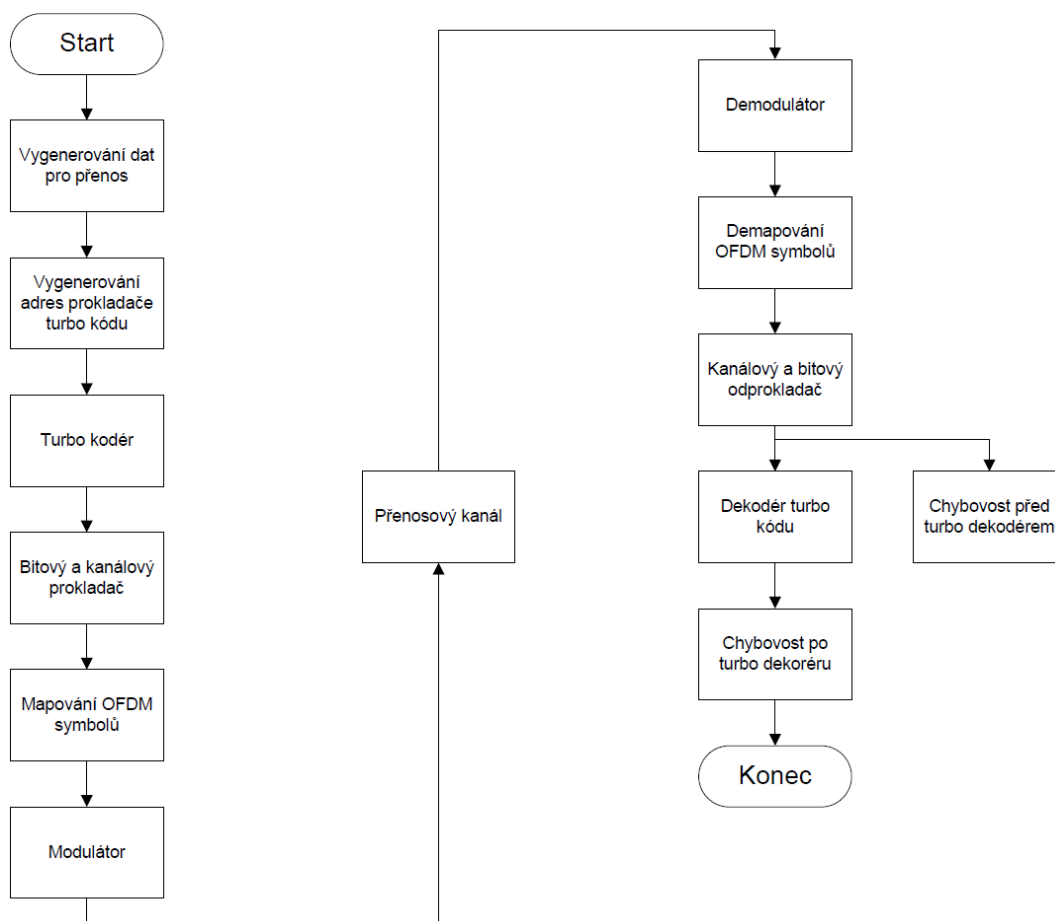 Start
Vygenerování dat
pro přenos
Vygenerování
adres prokladače
turbo kódu
Turbo kodér
Bitový a kanálový
prokladač
Mapování OFDM
symbolů
Modulátor
Přenosový kanál
Demodulátor
Demapování
OFDM symbolů
Kanálový a bitový
odprokladač
Dekodér turbo
kódu
Chybovost před
turbo dekodérem
Chybovost po
turbo dekoréru
Konec